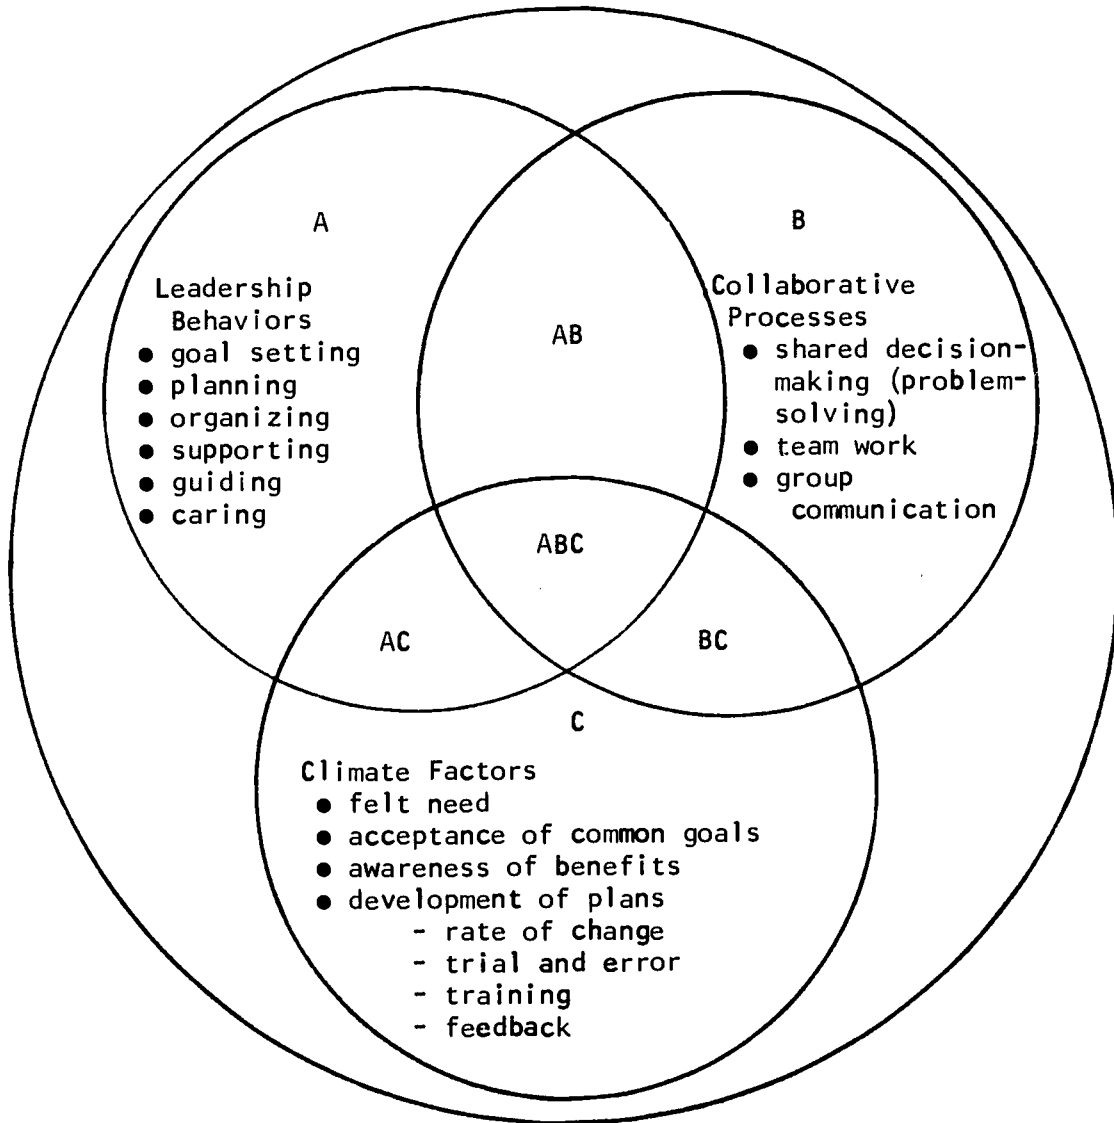 A
Leadership
Behaviors
● goal setting
● planning
● organizing
● supporting
● guiding
● caring
AB
B
Collaborative
Processes
● shared decision-
making (problem-
solving)
● team work
● group
communication
ABC
AC
BC
C
Climate Factors
● felt need
● acceptance of common goals
● awareness of benefits
● development of plans
- rate of change
- trial and error
- training
- feedback